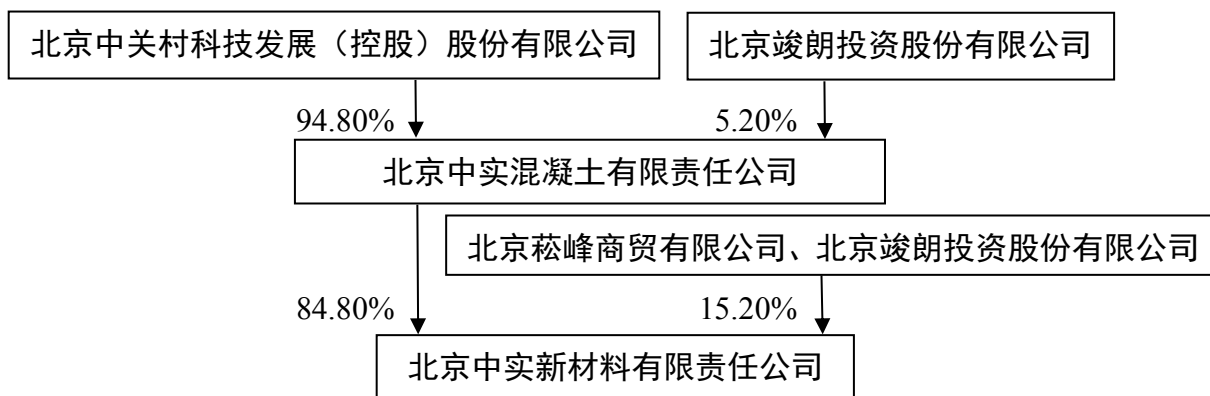 北京中关村科技发展（控股）股份有限公司
北京竣朗投资股份有限公司
94.80%
5.20%
北京中实混凝土有限责任公司
北京菘峰商贸有限公司、北京竣朗投资股份有限公司
84.80%
15.20%
北京中实新材料有限责任公司